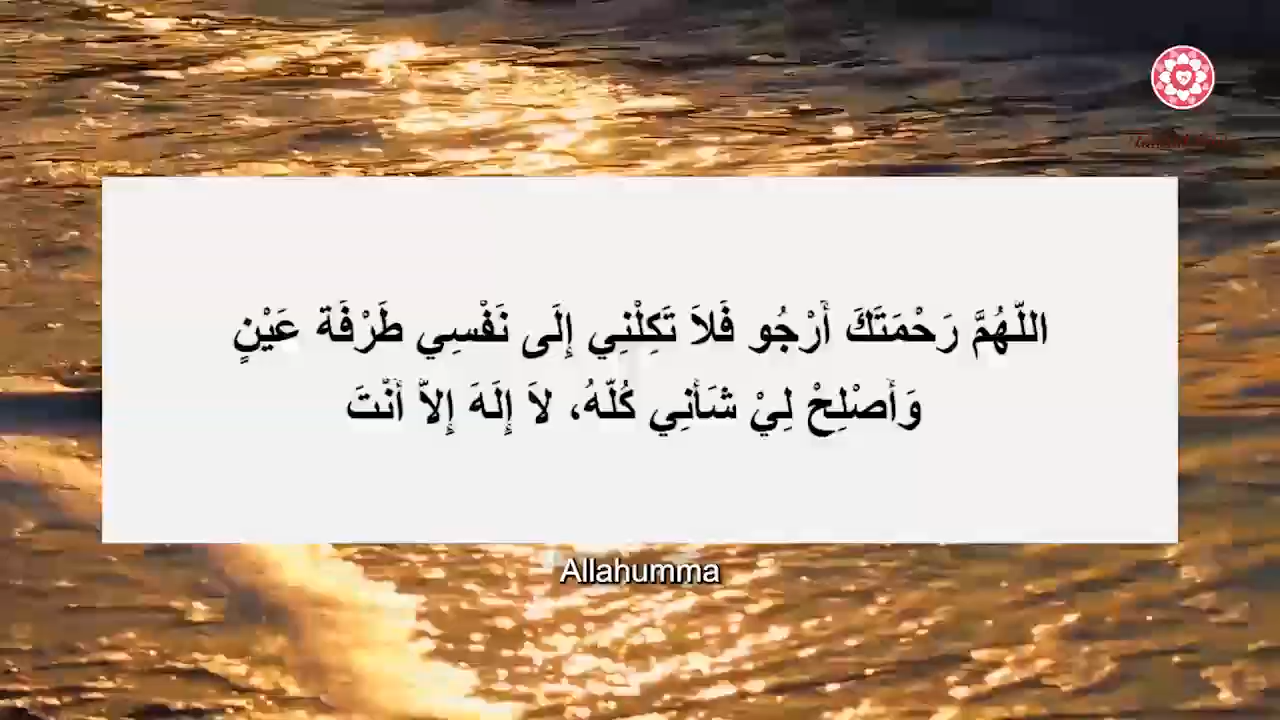 اللّهُمَّ رَحْمَتَكَ أَرْجُو فَلاَ تَكِلْنِي إِلَى نَفْسِي طَرْفَة عَيْنٍ
وَأَصْلِحْ لِيْ شَأْنِي كُلّهُ، لاَ إِلَهَ إِلاّ أَنْتَ
Allahumma